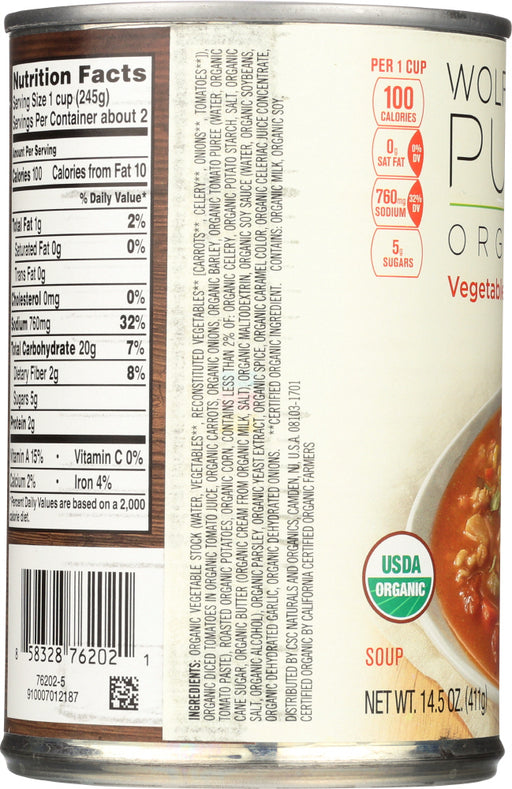 Nutrition Facts
Serving Size 1 cup (245g)
Servings Per Container about 2
Amount Per Serving
Calories 100 Calories from Fat 10
% Daily Value*
Total Fat 1g 2%
Saturated Fat 0g 0%
Trans Fat 0g
Cholesterol 0mg 0%
Sodium 760mg 32%
Total Carbohydrate 20g 7%
Dietary Fiber 2g 8%
Sugars 5g
Protein 2g
Vitamin A 15% • Vitamin C 0%
Calcium 2% • Iron 4%
*Percent Daily Values are based on a 2,000
calorie diet.
8 58328 76202 1
76202-5
910007012187
INGREDIENTS: ORGANIC VEGETABLE STOCK (WATER, VEGETABLES**, RECONSTITUTED VEGETABLES** [CARROTS**, CELERY**, ONIONS**, TOMATOES**]),
ORGANIC DICED TOMATOES IN ORGANIC TOMATO JUICE, ORGANIC CARROTS, ORGANIC ONIONS, ORGANIC BARLEY, ORGANIC TOMATO PUREE (WATER, ORGANIC
TOMATO PASTE), ROASTED ORGANIC POTATOES, ORGANIC CORN, CONTAINS LESS THAN 2% OF: ORGANIC CELERY, ORGANIC POTATO STARCH, SALT, ORGANIC
CANE SUGAR, ORGANIC BUTTER (ORGANIC CREAM FROM ORGANIC MILK, SALT), ORGANIC MALTODEXTRIN, ORGANIC SOY SAUCE (WATER, ORGANIC SOYBEANS,
SALT, ORGANIC ALCOHOL), ORGANIC PARSLEY, ORGANIC YEAST EXTRACT, ORGANIC SPICE, ORGANIC CARAMEL COLOR, ORGANIC CELERIAC JUICE CONCENTRATE,
ORGANIC DEHYDRATED GARLIC, ORGANIC DEHYDRATED ONIONS. **CERTIFIED ORGANIC INGREDIENT. CONTAINS: ORGANIC MILK, ORGANIC SOY.
DISTRIBUTED BY CSC NATURALS AND ORGANICS, CAMDEN, NJ, U.S.A. 08103-1701
CERTIFIED ORGANIC BY CALIFORNIA CERTIFIED ORGANIC FARMERS
PER 1 CUP
100
CALORIES
0g
SAT FAT
0%
DV
760mg
SODIUM
32%
DV
5g
SUGARS
WOLF
PU
ORG
Vegetable
USDA
ORGANIC
SOUP
NET WT. 14.5 OZ. (411g)